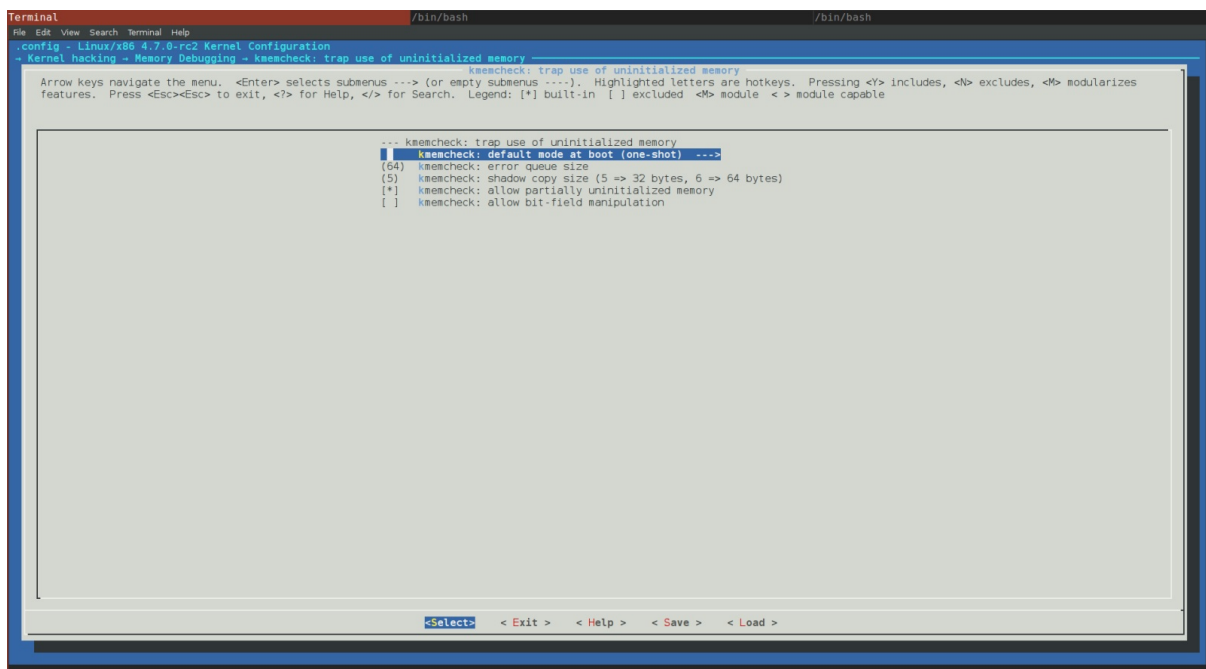 Terminal /bin/bash /bin/bash
File Edit View Search Terminal Help
.config - Linux/x86 4.7.0-rc2 Kernel Configuration
→ Kernel hacking → Memory Debugging → kmemcheck: trap use of uninitialized memory
kmemcheck: trap use of uninitialized memory
Arrow keys navigate the menu. <Enter> selects submenus ---> (or empty submenus ----). Highlighted letters are hotkeys. Pressing <Y> includes, <N> excludes, <M> modularizes
features. Press <Esc><Esc> to exit, <?> for Help, </> for Search. Legend: [*] built-in [ ] excluded <M> module < > module capable
--- kmemcheck: trap use of uninitialized memory
kmemcheck: default mode at boot (one-shot) --->
(64) kmemcheck: error queue size
(5) kmemcheck: shadow copy size (5 => 32 bytes, 6 => 64 bytes)
[*] kmemcheck: allow partially uninitialized memory
[ ] kmemcheck: allow bit-field manipulation
<Select> < Exit > < Help > < Save > < Load >